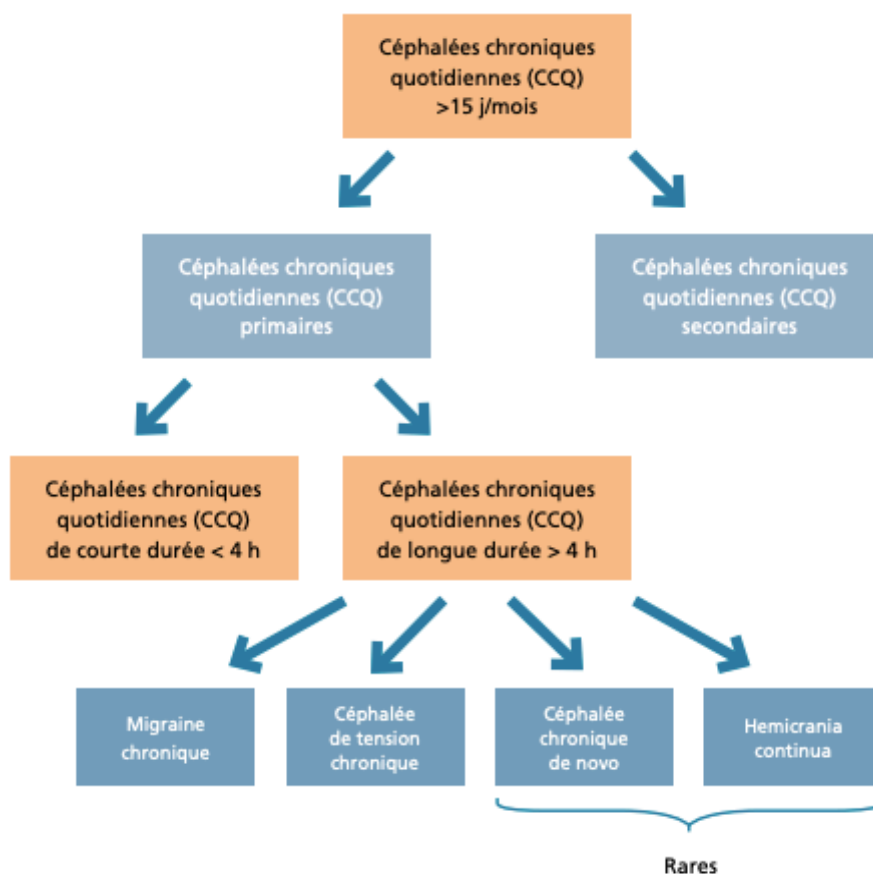 Céphalées chroniques
quotidiennes (CCQ)
>15 j/mois
Céphalées chroniques
quotidiennes (CCQ)
primaires
Céphalées chroniques
quotidiennes (CCQ)
secondaires
Céphalées chroniques
quotidiennes (CCQ)
de courte durée < 4 h
Céphalées chroniques
quotidiennes (CCQ)
de longue durée > 4 h
Migraine
chronique
Céphalée
de tension
chronique
Céphalée
chronique
de novo
Hemicrania
continua
Rares